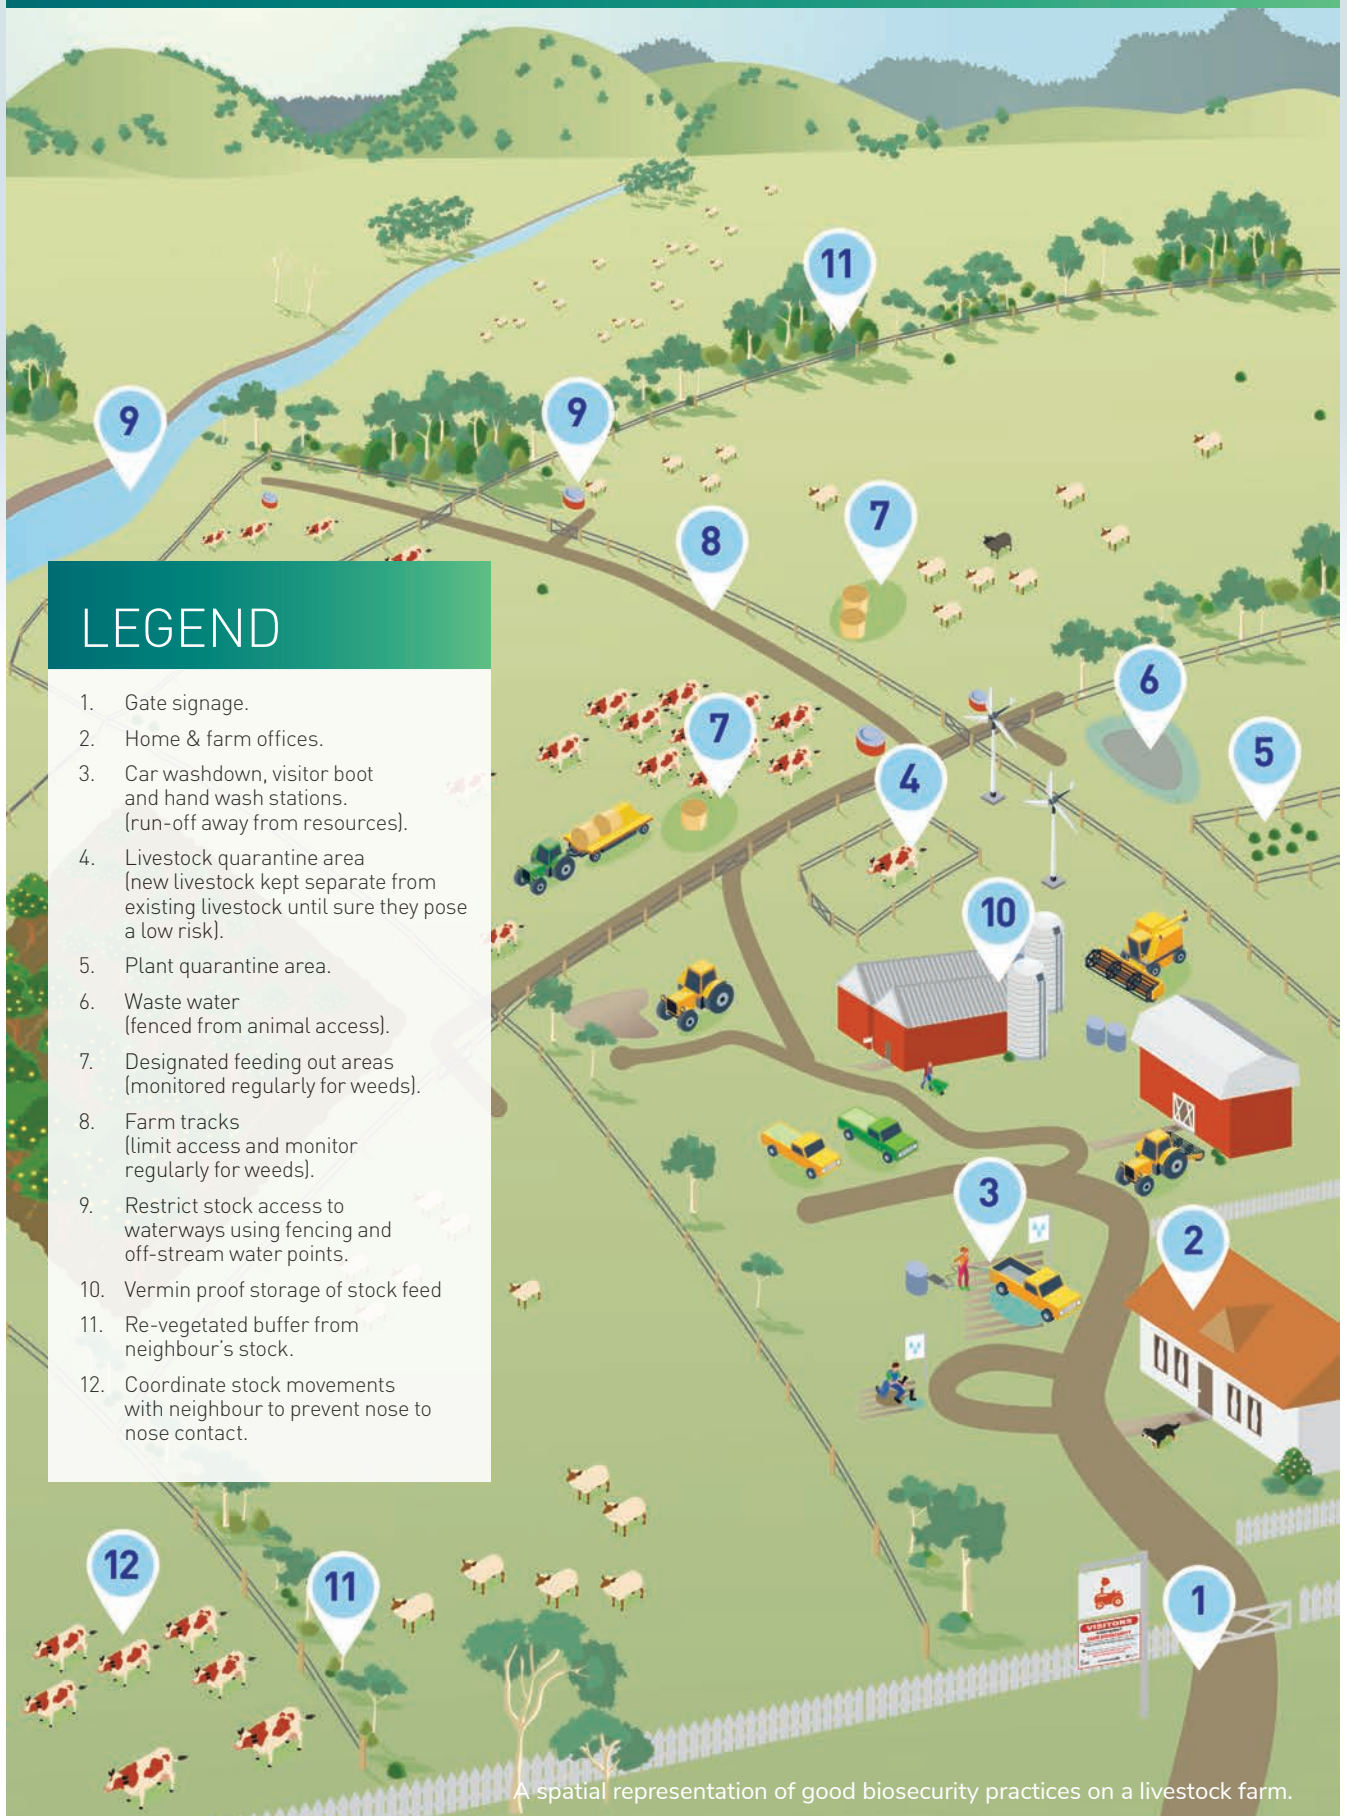 11
9
9
7
8
6
7
5
4
10
LEGEND
1. Gate signage.
2. Home & farm offices.
3. Car washdown, visitor boot
and hand wash stations.
(run-off away from resources).
4. Livestock quarantine area
(new livestock kept separate from
existing livestock until sure they pose
a low risk).
5. Plant quarantine area.
6. Waste water
(fenced from animal access).
7. Designated feeding out areas
(monitored regularly for weeds).
8. Farm tracks
(limit access and monitor
regularly for weeds).
9. Restrict stock access to
waterways using fencing and
off-stream water points.
10. Vermin proof storage of stock feed
11. Re-vegetated buffer from
neighbour's stock.
12. Coordinate stock movements
with neighbour to prevent nose to
nose contact.
3
2
12
11
1
VISITORS
A spatial representation of good biosecurity practices on a livestock farm.